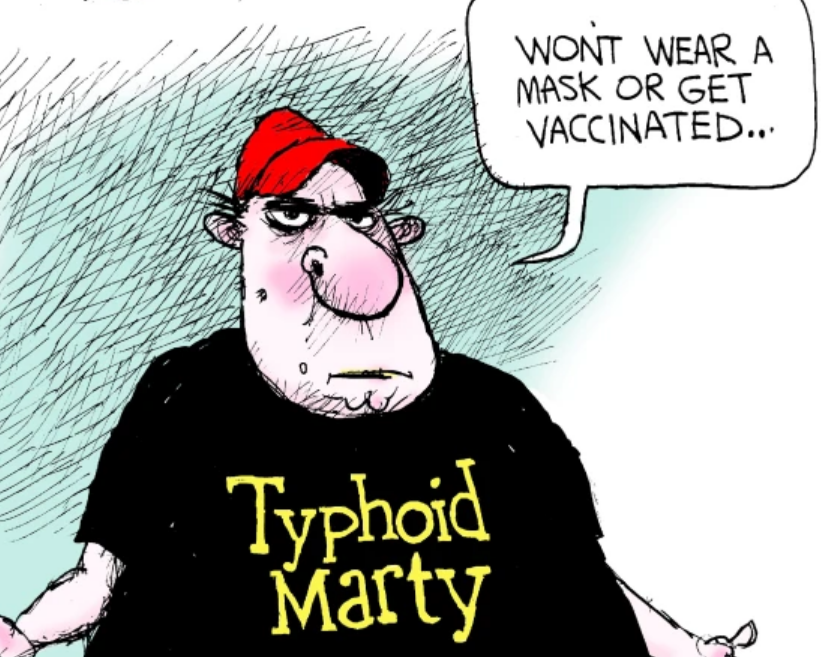 WON'T WEAR A
MASK OR GET
VACCINATED...
Typhoid
Marty